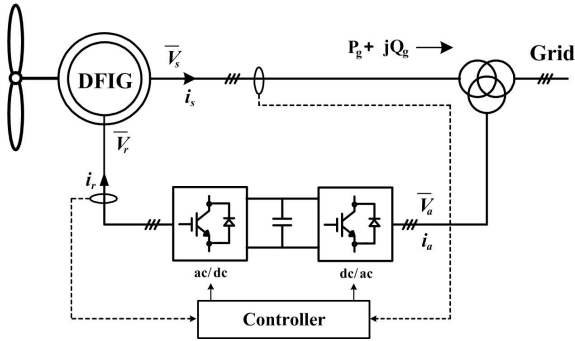 V̅s
Pg + jQg
Grid
DFIG
is
V̅r
ir
V̅a
ia
ac/dc
dc/ac
Controller